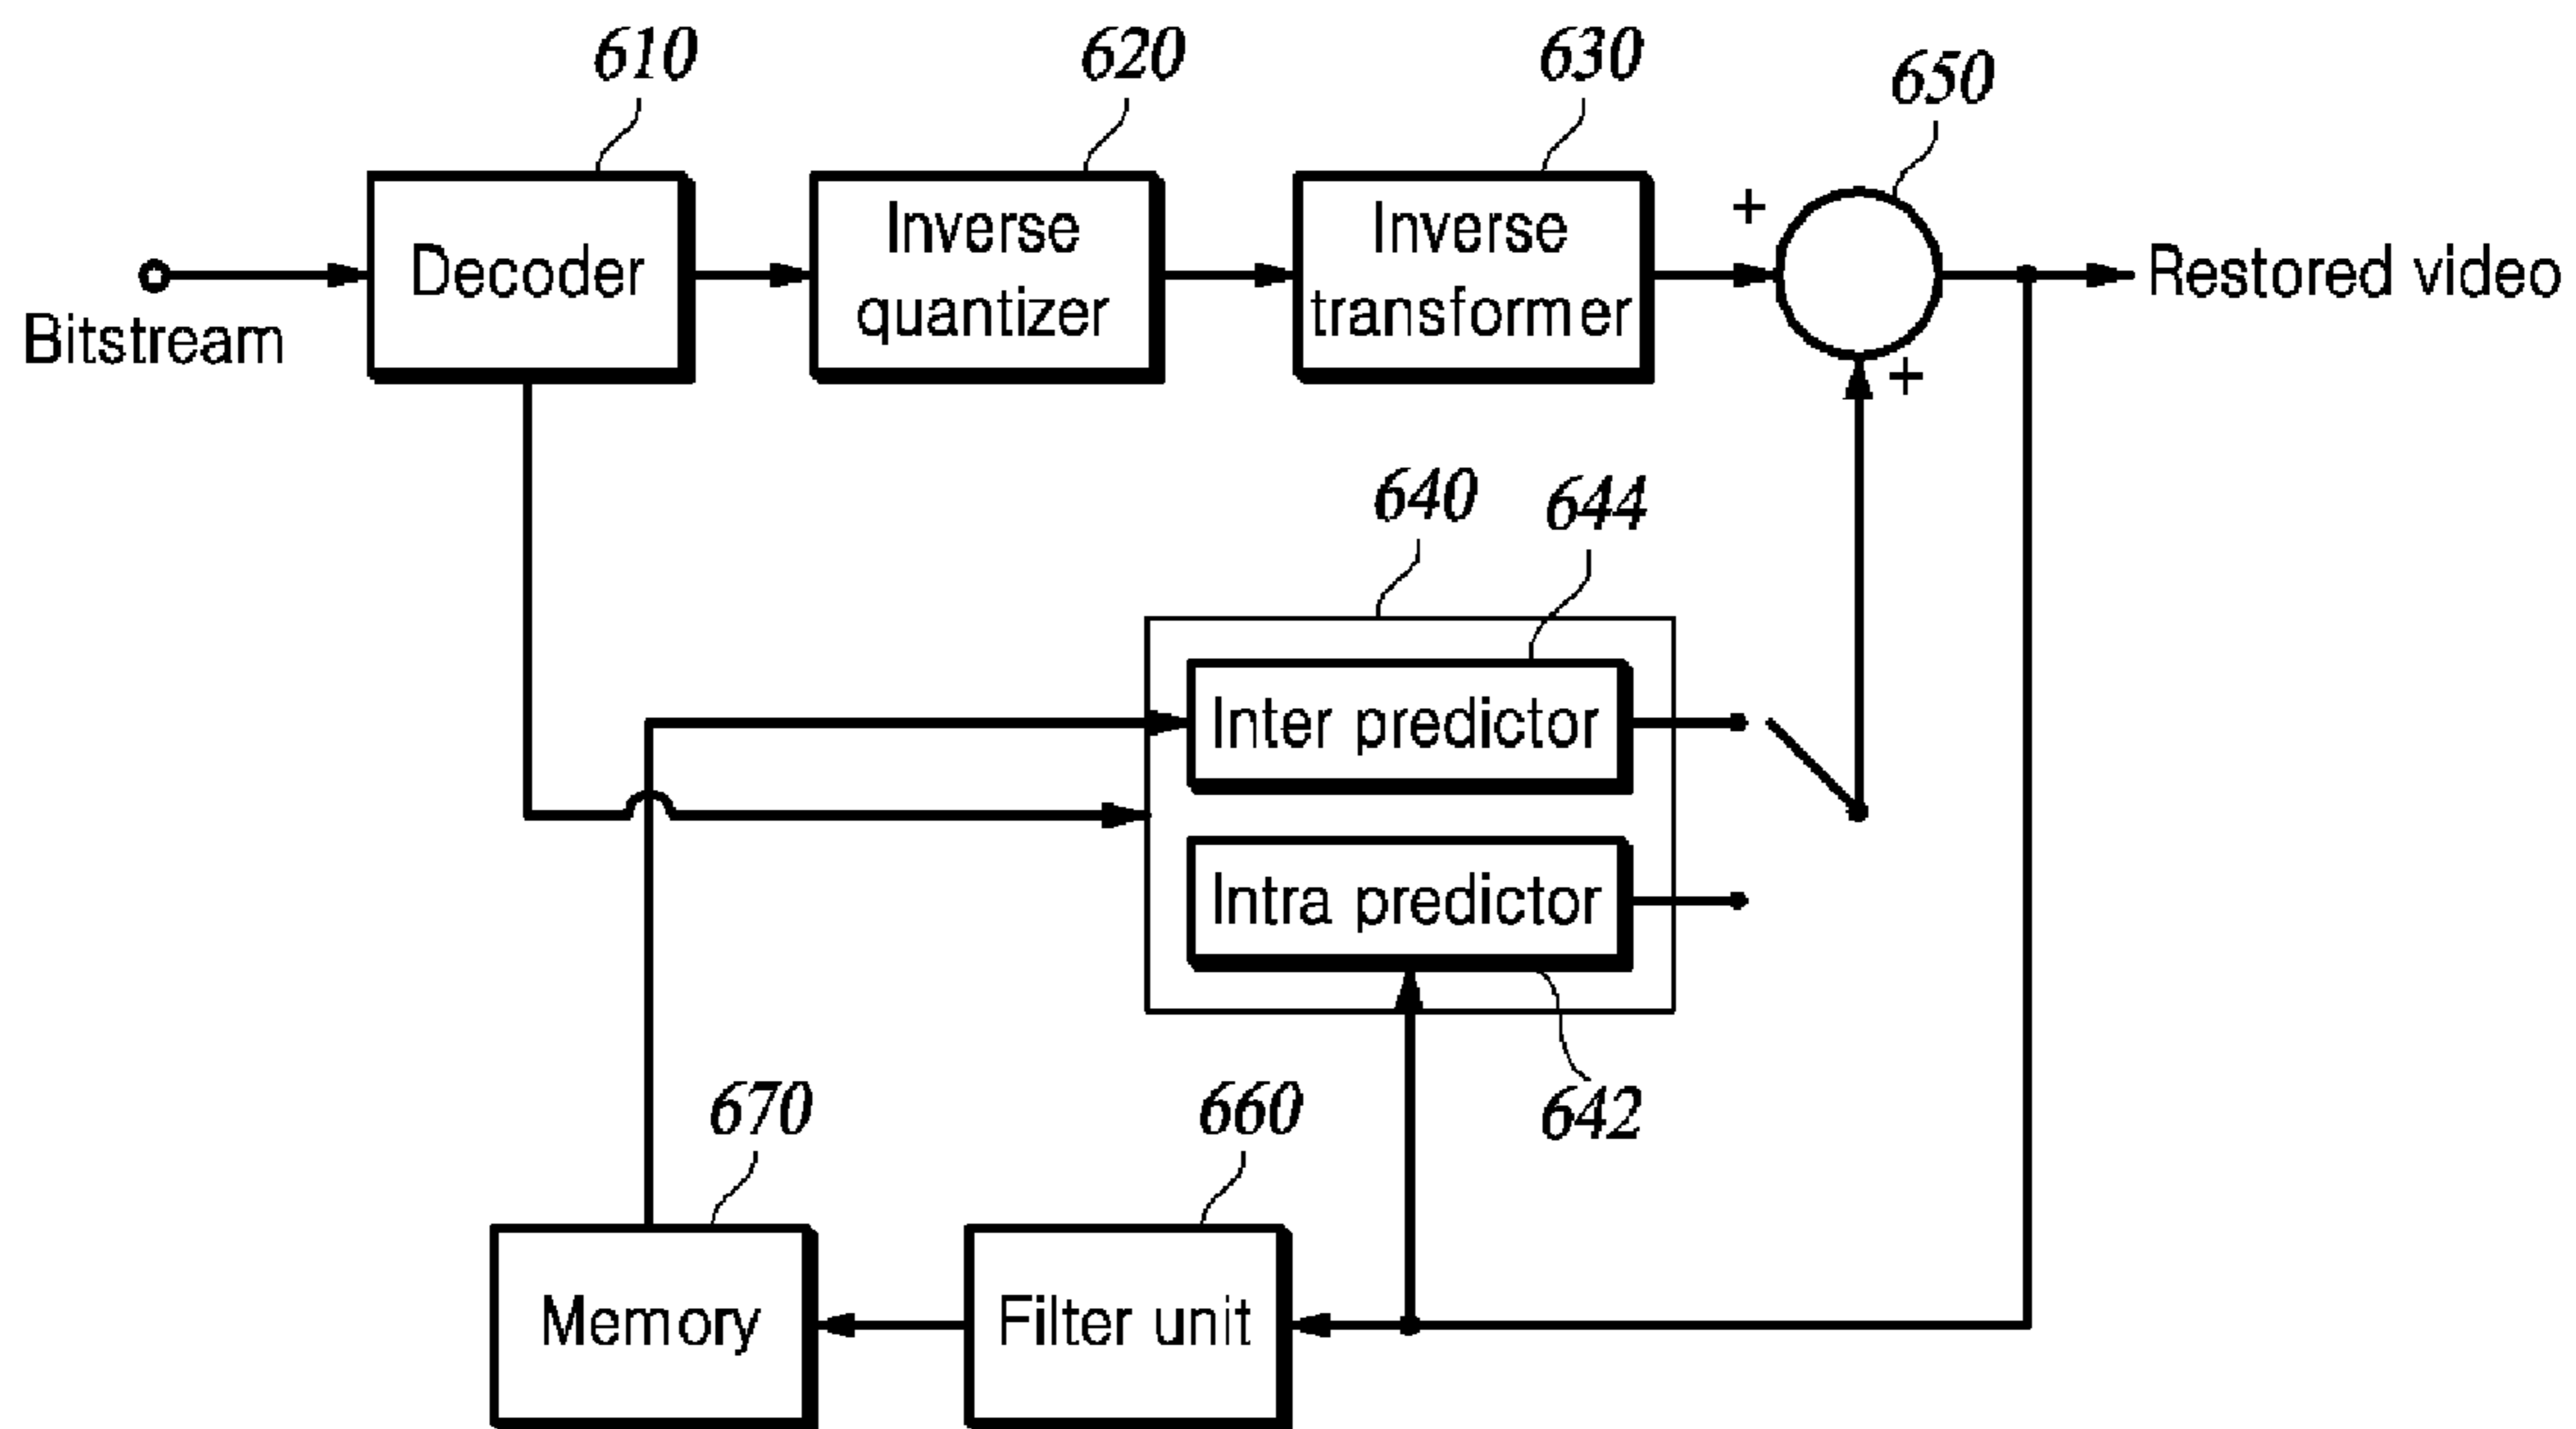 610
620
630
650
Bitstream
Decoder
Inverse
quantizer
Inverse
transformer
+
+
Restored video
640
644
Inter predictor
Intra predictor
642
670
660
Memory
Filter unit